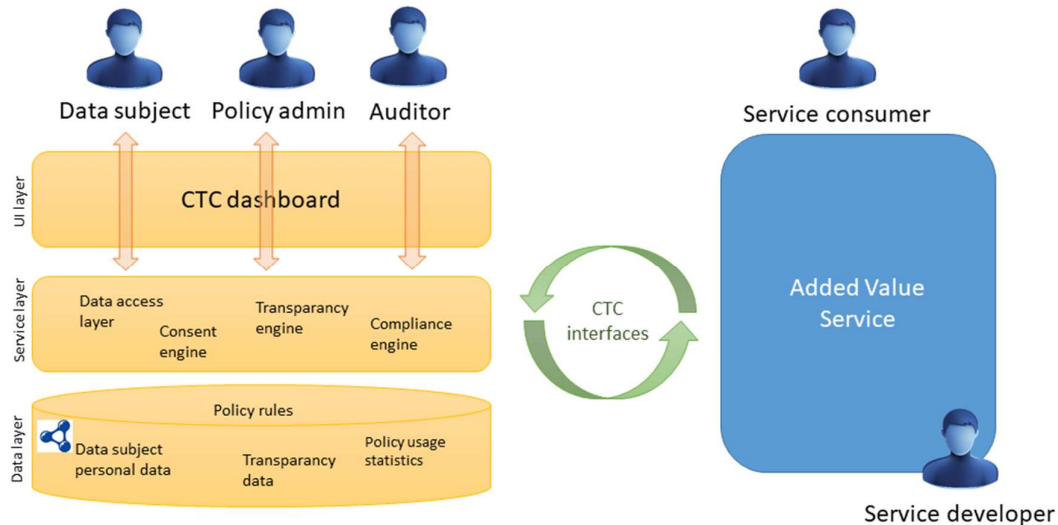 Data subject
Policy admin
Auditor
Service consumer
UI layer
CTC dashboard
Service layer
Data access
layer
Consent
engine
Transparancy
engine
Compliance
engine
CTC
interfaces
Added Value
Service
Data layer
Policy rules
Data subject
personal data
Transparancy
data
Policy usage
statistics
Service developer